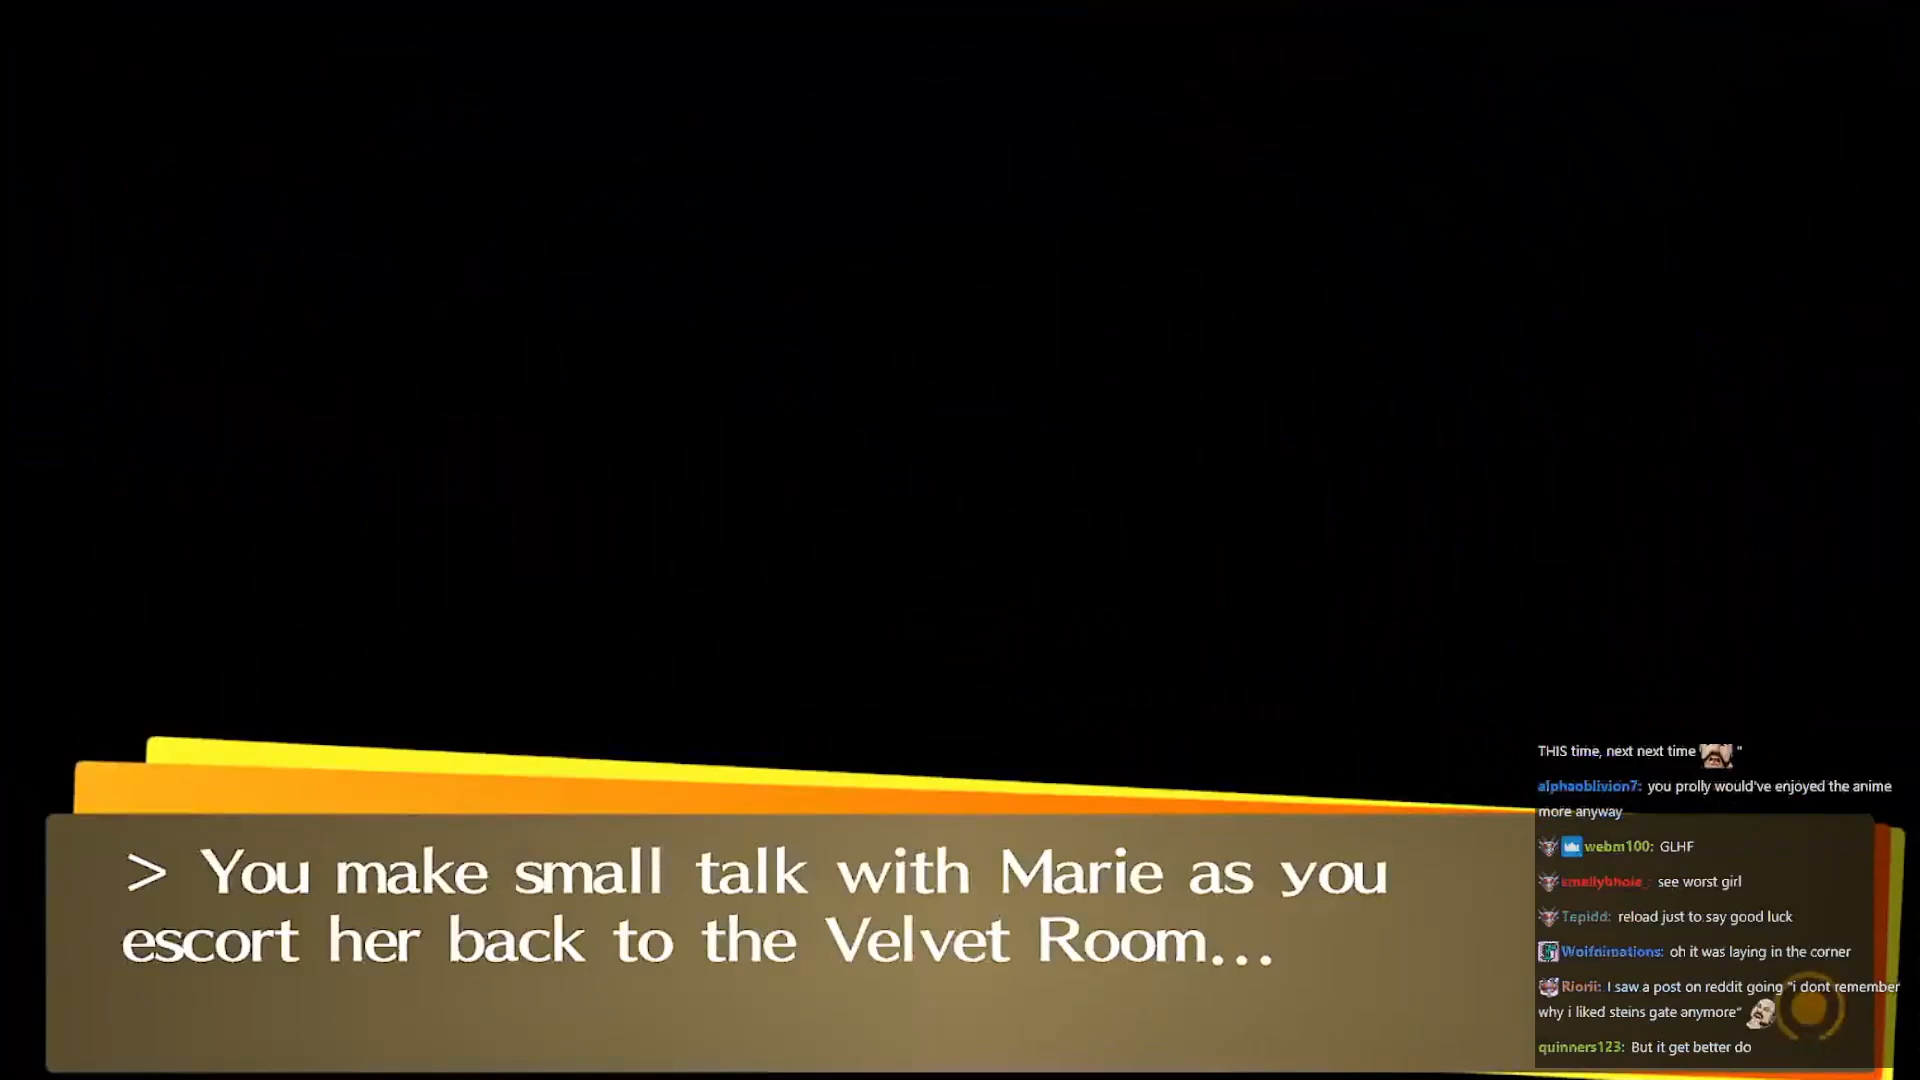 > You make small talk with Marie as you
escort her back to the Velvet Room...
THIS time, next next time "
alphaoblivion7: you prolly would've enjoyed the anime
more anyway
webm100: GLHF
smellybhole_: see worst girl
Tepidd: reload just to say good luck
Wolfnimations: oh it was laying in the corner
Riorii: I saw a post on reddit going "i dont remember
why i liked steins gate anymore"
quinners123: But it get better do